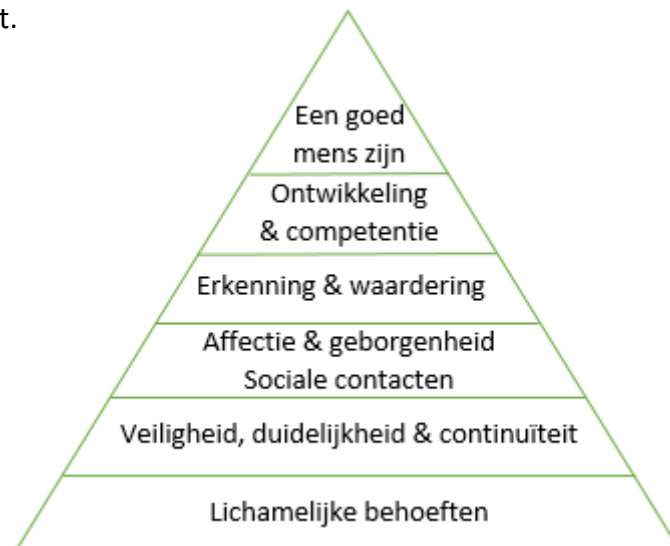 t.
Een goed
mens zijn
Ontwikkeling
& competentie
Erkenning & waardering
Affectie & geborgenheid
Sociale contacten
Veiligheid, duidelijkheid & continuïteit
Lichamelijke behoeften